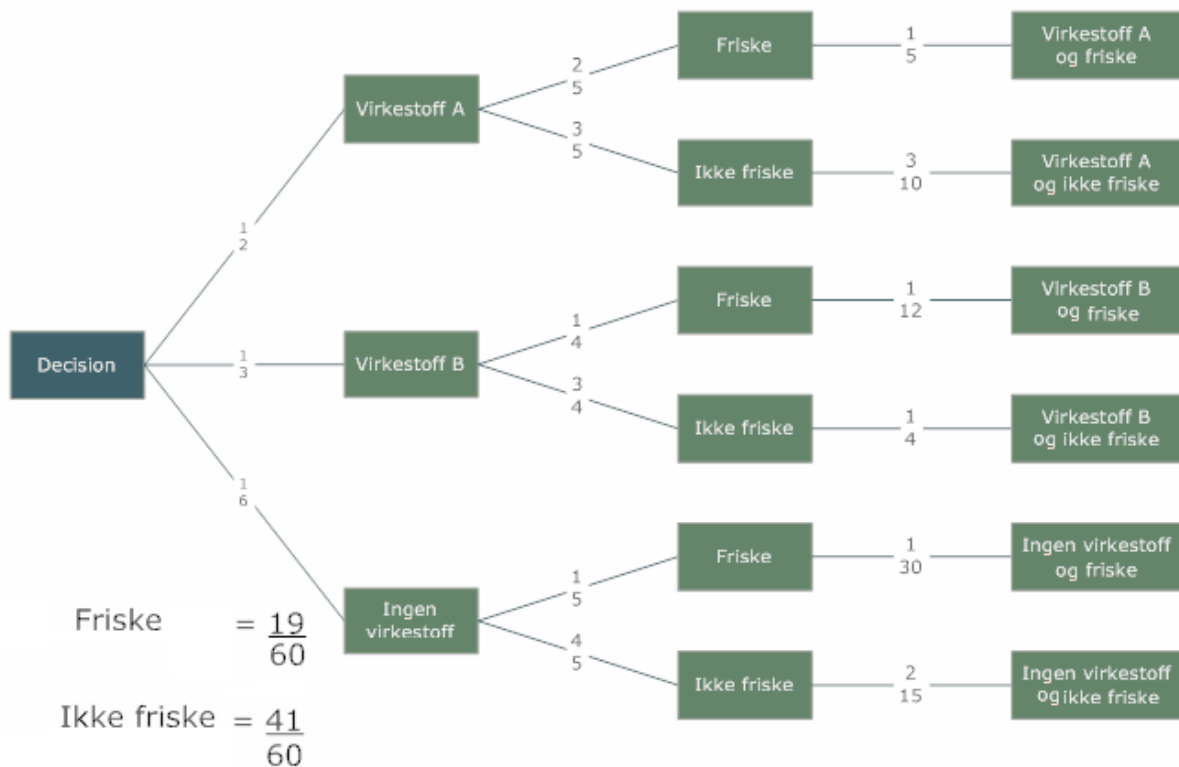 Friske
1
5
Virkestoff A
og friske
2
5
Virkestoff A
3
5
Ikke friske
3
10
Virkestoff A
og ikke friske
1
2
Friske
1
12
Virkestoff B
og friske
1
4
Decision
1
3
Virkestoff B
3
4
Ikke friske
1
4
Virkestoff B
og ikke friske
1
6
Friske
1
30
Ingen virkestoff
og friske
1
5
Ingen
virkestoff
4
5
Ikke friske
2
15
Ingen virkestoff
og ikke friske
Friske = 19
60
Ikke friske = 41
60